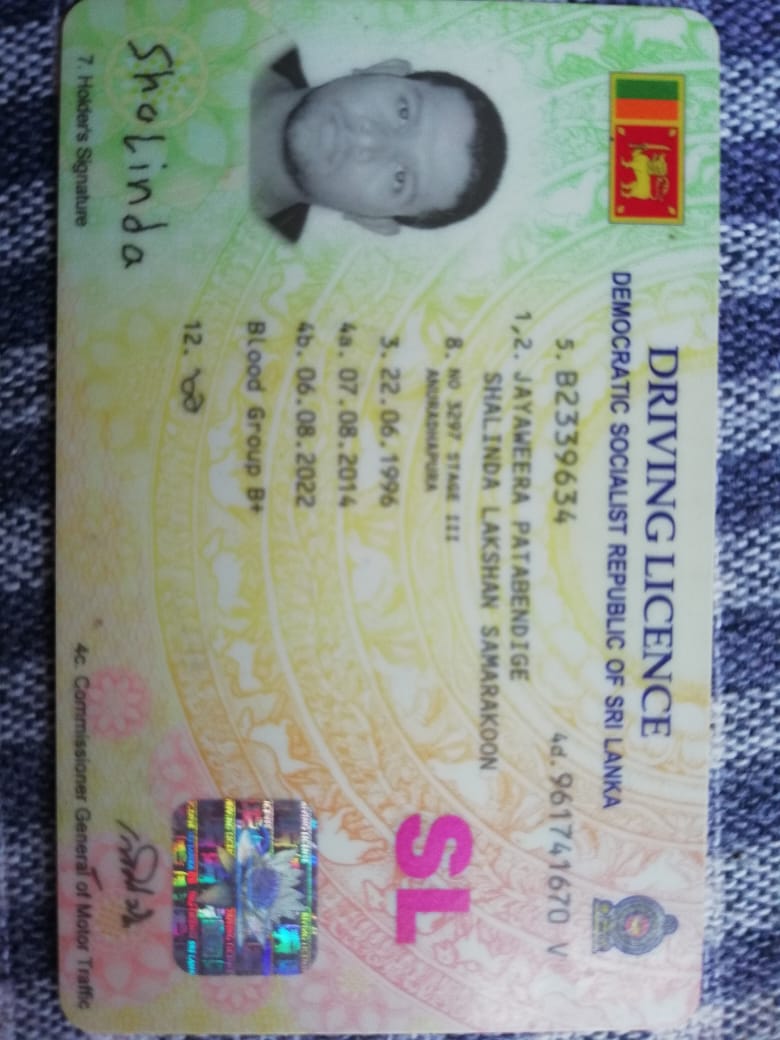 DRIVING LICENCE
DEMOCRATIC SOCIALIST REPUBLIC OF SRI LANKA
5. B2339634 4d. 961741670 V
1,2. JAYAWEERA PATABENDIGE
SHALINDA LAKSHAN SAMARAKOON
8. NO 3297 STAGE III
ANURADHAPURA
3. 22.06.1996
4a. 07.08.2014
4b. 06.08.2022
Blood Group B+
12.
SL
Shalinda
7. Holder's Signature
4c. Commissioner General of Motor Traffic